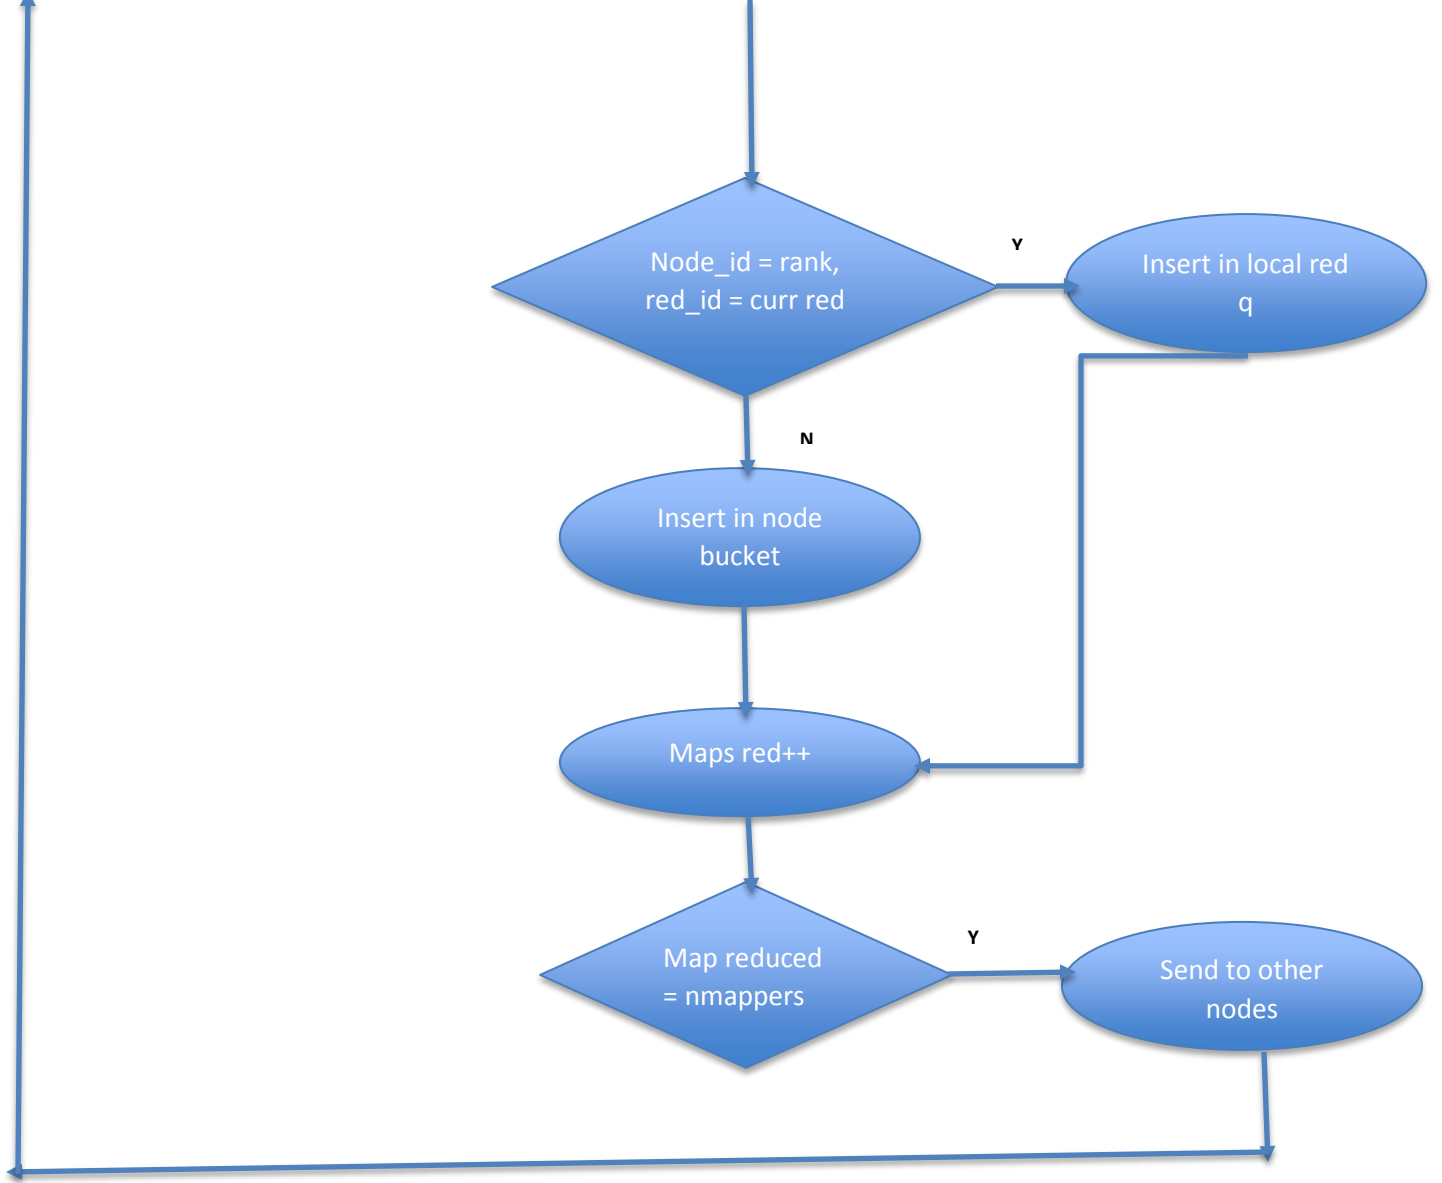 Node_id = rank,
red_id = curr red
Y
Insert in local red
q
N
Insert in node
bucket
Maps red++
Map reduced
= nmappers
Y
Send to other
nodes